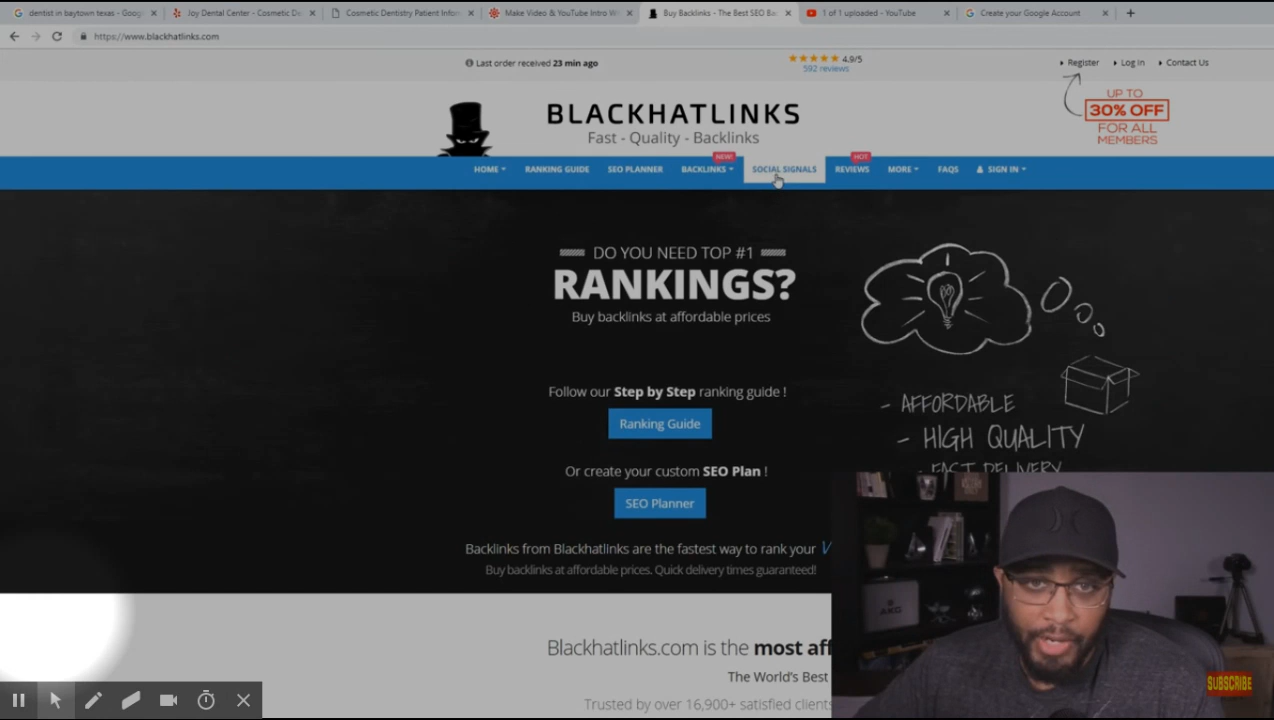 dentist in baytown texas - Goog
Joy Dental Center - Cosmetic D
Cosmetic Dentistry Patient Infor
Make Video & YouTube Intro Wi
Buy Backlinks - The Best SEO Ba
1 of 1 uploaded - YouTube
Create your Google Account
https://www.blackhatlinks.com
Last order received 23 min ago
4.9/5
592 reviews
Register
Log In
Contact Us
UP TO
30% OFF
FOR ALL
MEMBERS
BLACKHATLINKS
Fast - Quality - Backlinks
NEW!
HOT
HOME
RANKING GUIDE
SEO PLANNER
BACKLINKS
SOCIAL SIGNALS
REVIEWS
MORE
FAQS
SIGN IN
DO YOU NEED TOP #1
RANKINGS?
Buy backlinks at affordable prices
Follow our Step by Step ranking guide !
Ranking Guide
Or create your custom SEO Plan !
SEO Planner
- AFFORDABLE
- HIGH QUALITY
- FAST DELIVERY
Backlinks from Blackhatlinks are the fastest way to rank your V
Buy backlinks at affordable prices. Quick delivery times guaranteed!
Blackhatlinks.com is the most aff
The World's Best
Trusted by over 16,900+ satisfied clients
AKG
SUBSCRIBE